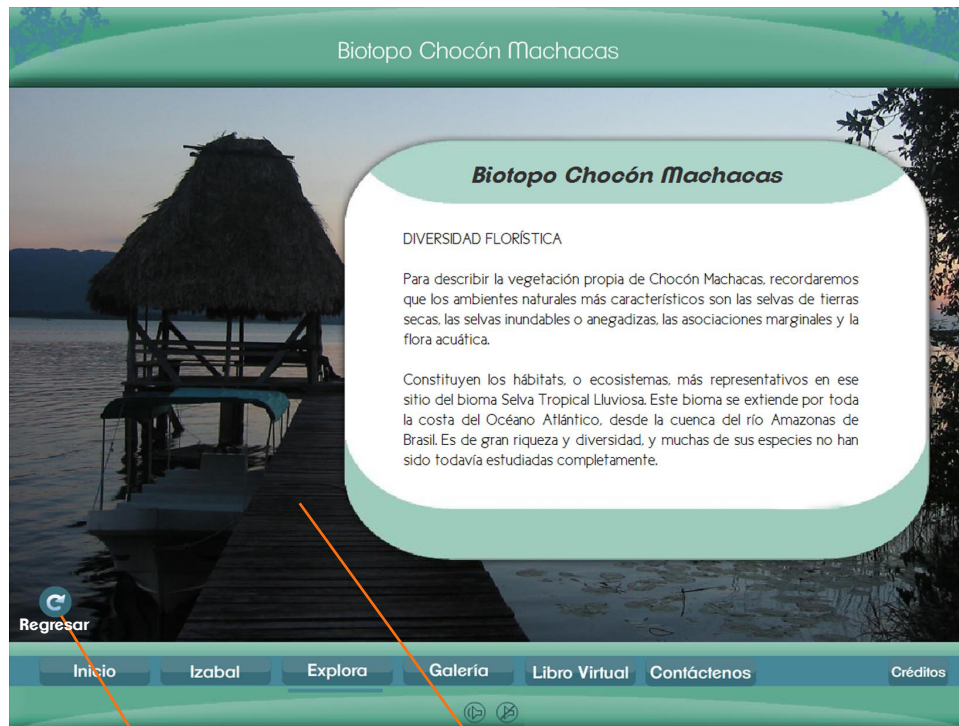 Biotopo Chocón Machacas
Biotopo Chocón Machacas
DIVERSIDAD FLORÍSTICA
Para describir la vegetación propia de Chocón Machacas, recordaremos
que los ambientes naturales más característicos son las selvas de tierras
secas, las selvas inundables o anegadizas, las asociaciones marginales y la
flora acuática.
Constituyen los hábitats, o ecosistemas, más representativos en ese
sitio del bioma Selva Tropical Lluviosa. Este bioma se extiende por toda
la costa del Océano Atlántico, desde la cuenca del río Amazonas de
Brasil. Es de gran riqueza y diversidad, y muchas de sus especies no han
sido todavía estudiadas completamente.
Regresar
Inicio Izabal Explora Galería Libro Virtual Contáctenos Créditos